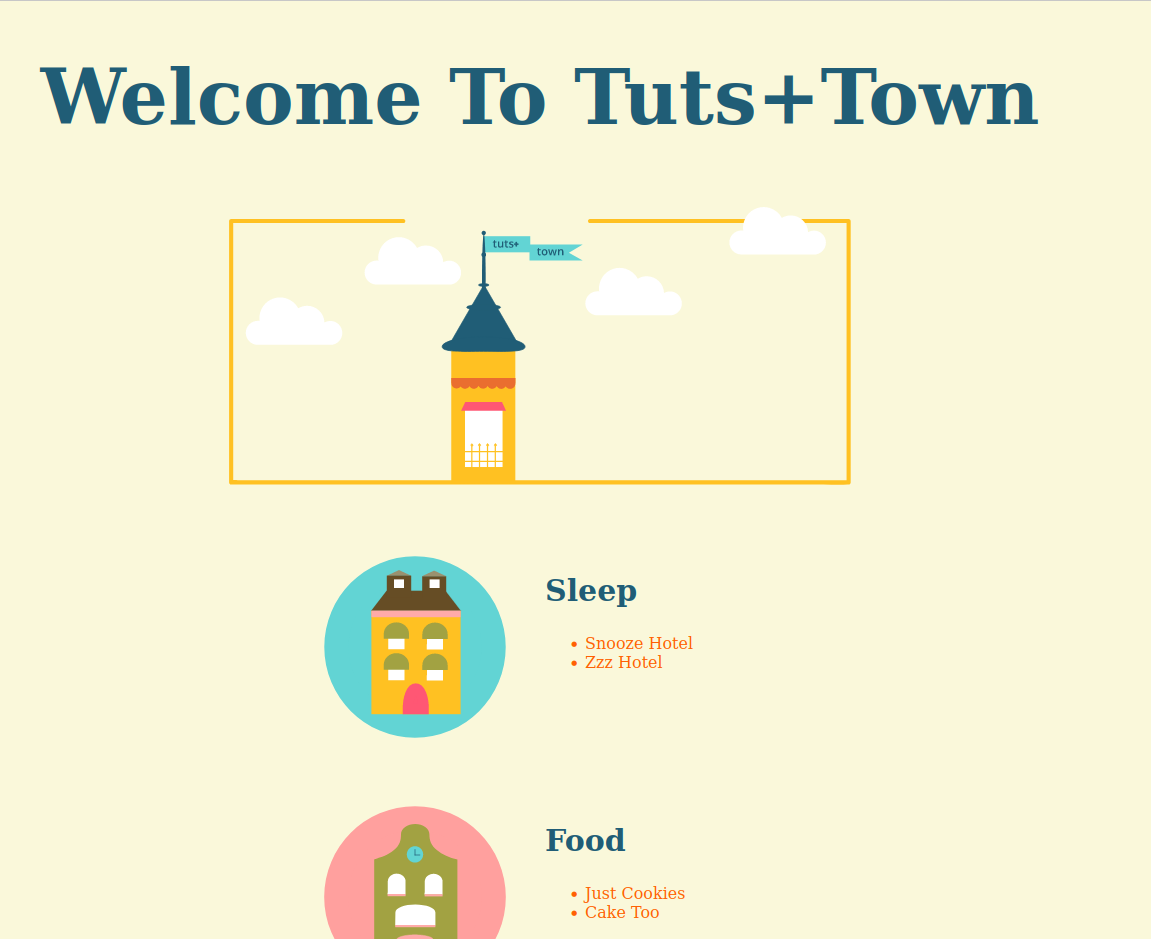 Welcome To Tuts+Town
tuts+
town
Sleep
Snooze Hotel
Zzz Hotel
Food
Just Cookies
Cake Too